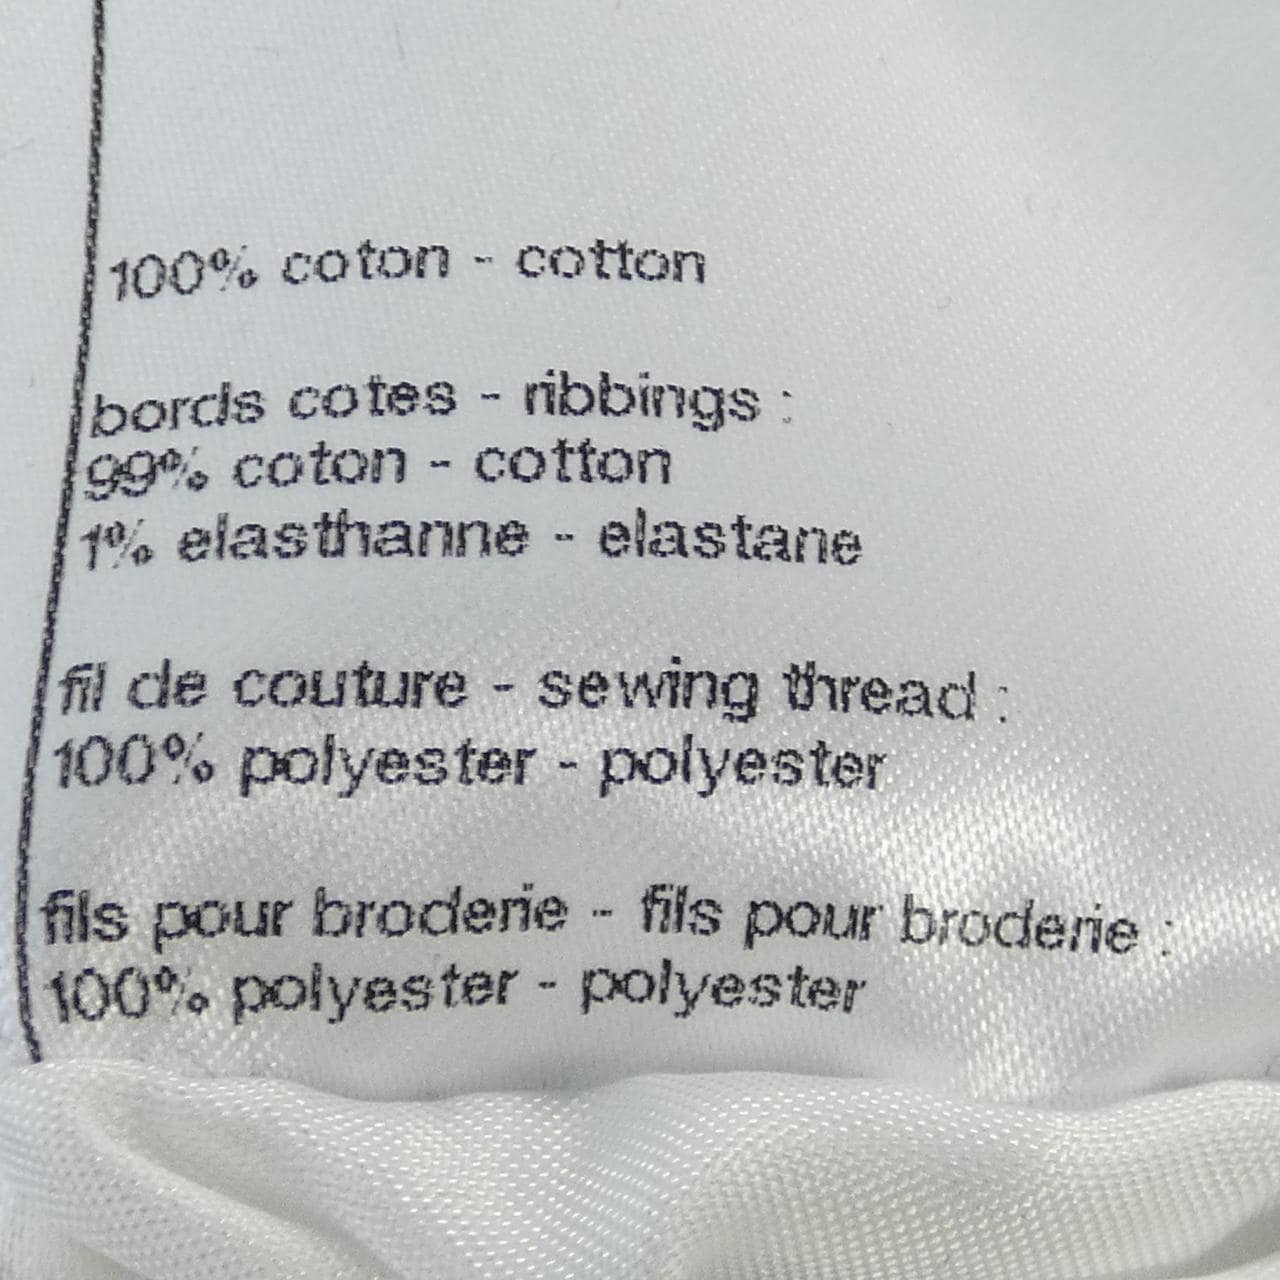 100% coton - cotton
bords cotes - ribbings :
99% coton - cotton
1% elasthanne - elastane
fil de couture - sewing thread :
100% polyester - polyester
fils pour broderie - fils pour broderie :
100% polyester - polyester